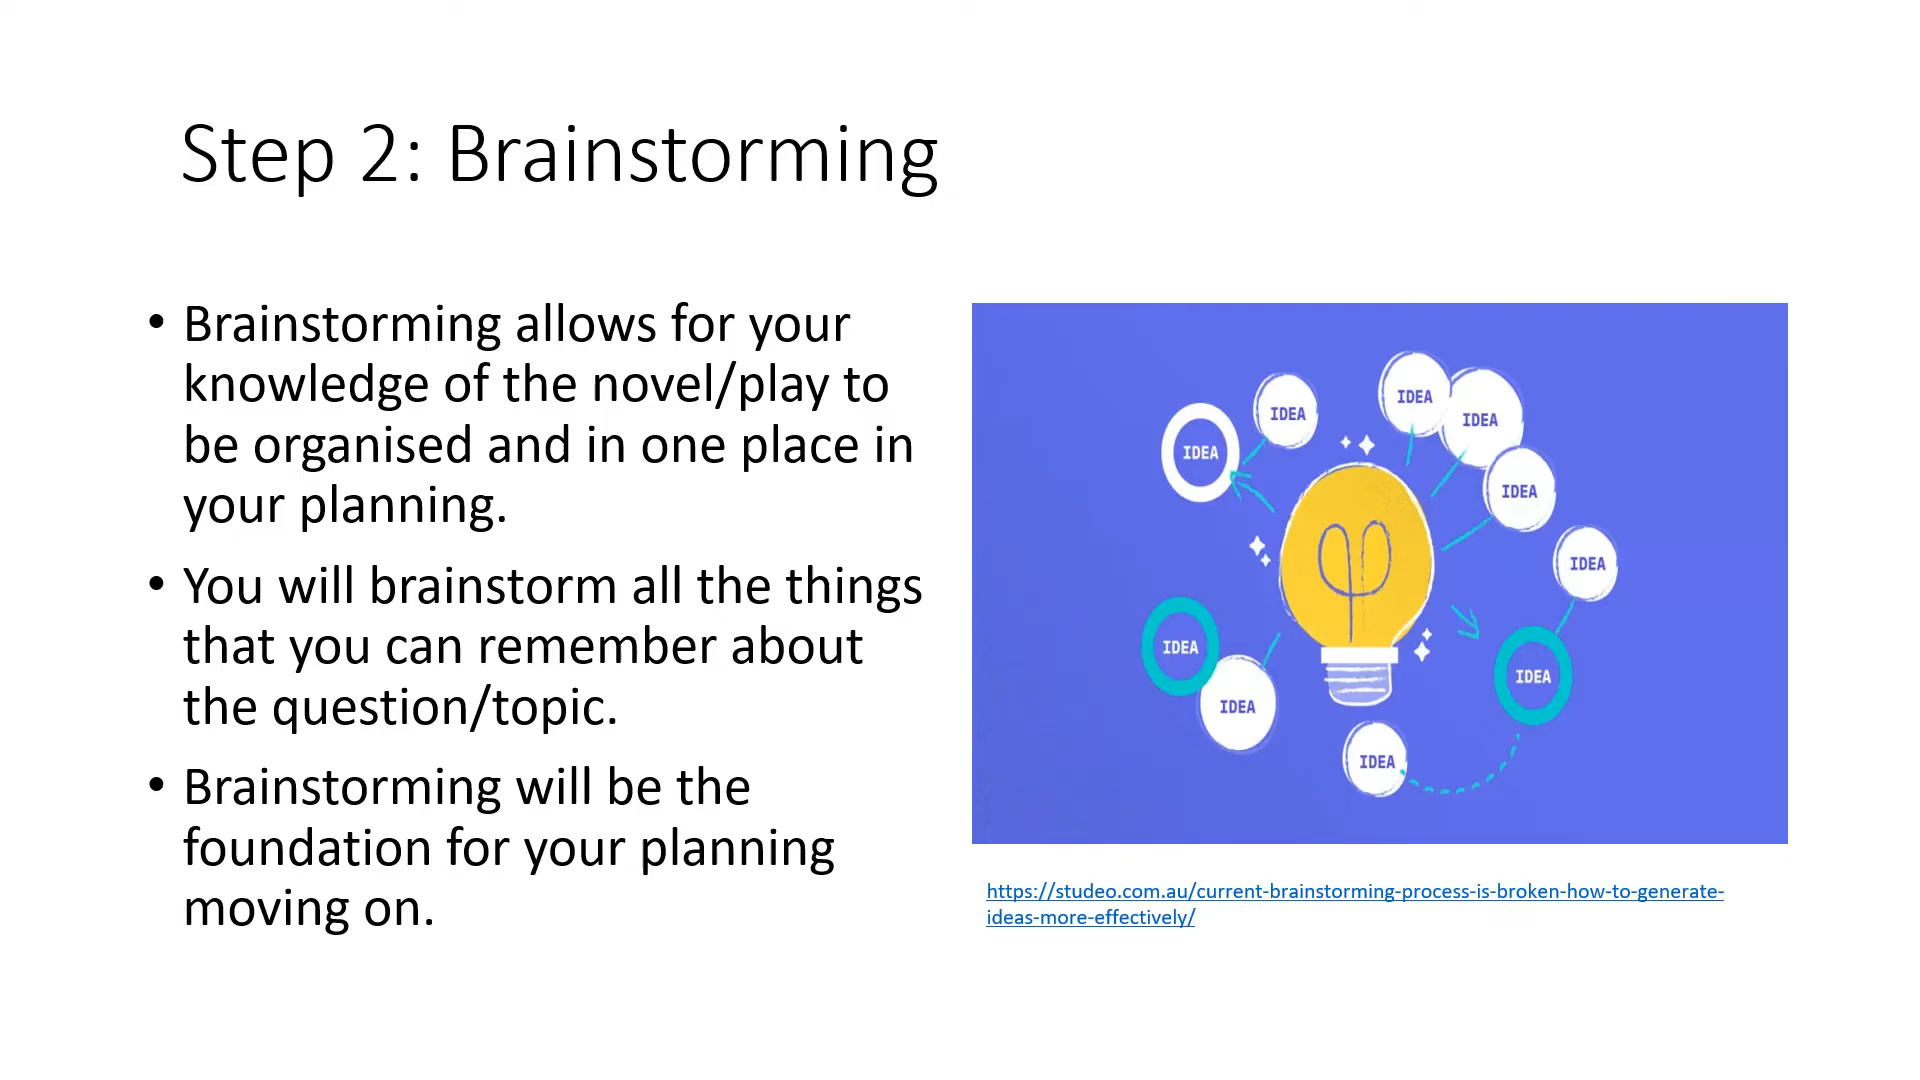 Step 2: Brainstorming
• Brainstorming allows for your
knowledge of the novel/play to
be organised and in one place in
your planning.
• You will brainstorm all the things
that you can remember about
the question/topic.
• Brainstorming will be the
foundation for your planning
moving on.
IDEA
IDEA
IDEA
IDEA
IDEA
IDEA
IDEA
IDEA
IDEA
IDEA
https://studeo.com.au/current-brainstorming-process-is-broken-how-to-generate-
ideas-more-effectively/